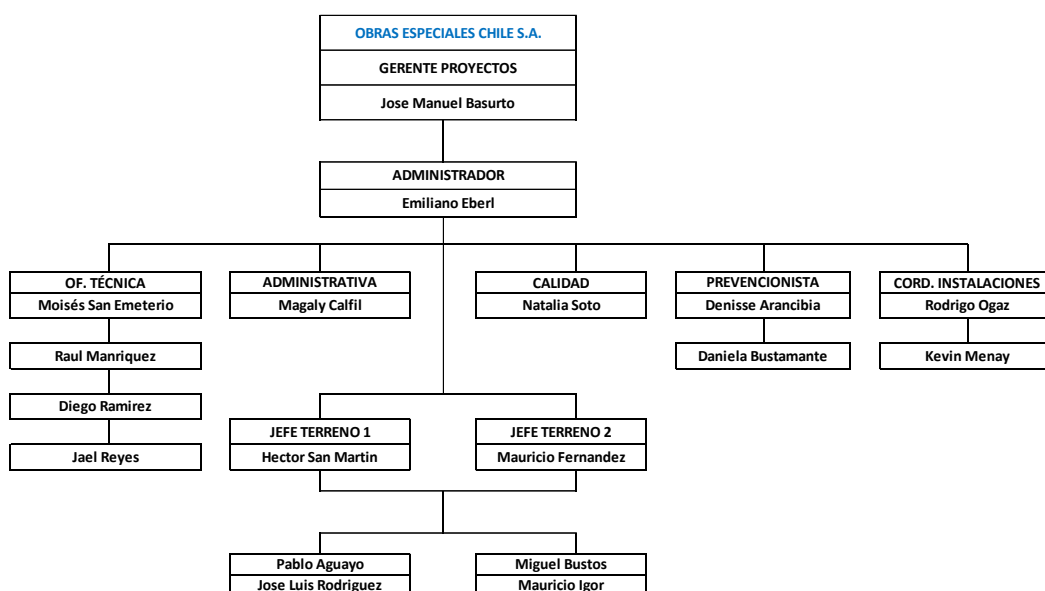 OBRAS ESPECIALES CHILE S.A.
GERENTE PROYECTOS
Jose Manuel Basurto
ADMINISTRADOR
Emiliano Eberl
OF. TÉCNICA
Moisés San Emeterio
Raul Manriquez
Diego Ramirez
Jael Reyes
ADMINISTRATIVA
Magaly Calfil
CALIDAD
Natalia Soto
PREVENCIONISTA
Denisse Arancibia
Daniela Bustamante
CORD. INSTALACIONES
Rodrigo Ogaz
Kevin Menay
JEFE TERRENO 1
Hector San Martin
JEFE TERRENO 2
Mauricio Fernandez
Pablo Aguayo
Jose Luis Rodriguez
Miguel Bustos
Mauricio Igor